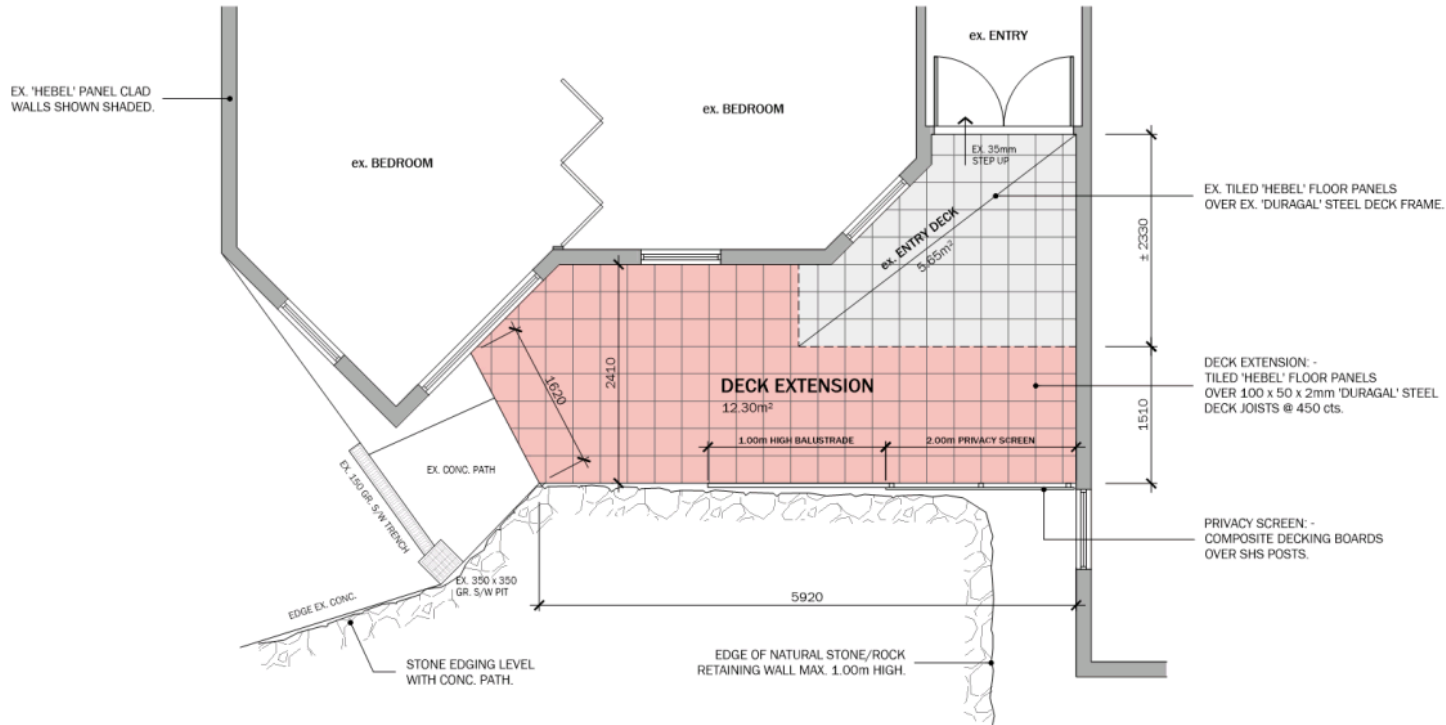 ex. ENTRY
EX. 'HEBEL' PANEL CLAD
WALLS SHOWN SHADED.
ex. BEDROOM
ex. BEDROOM
EX. 35mm
STEP UP
EX. TILED 'HEBEL' FLOOR PANELS
OVER EX. 'DURAGAL' STEEL DECK FRAME.
ex. ENTRY DECK
5.65m²
± 2330
2410
1620
DECK EXTENSION
12.30m²
DECK EXTENSION: -
TILED 'HEBEL' FLOOR PANELS
OVER 100 x 50 x 2mm 'DURAGAL' STEEL
DECK JOISTS @ 450 cts.
1510
1.00m HIGH BALUSTRADE
2.00m PRIVACY SCREEN
EX. CONC. PATH
EX. 150 GR. S/W TRENCH
PRIVACY SCREEN: -
COMPOSITE DECKING BOARDS
OVER SHS POSTS.
EX. 350 x 350
GR. S/W PIT
EDGE EX. CONC.
5920
STONE EDGING LEVEL
WITH CONC. PATH.
EDGE OF NATURAL STONE/ROCK
RETAINING WALL MAX. 1.00m HIGH.